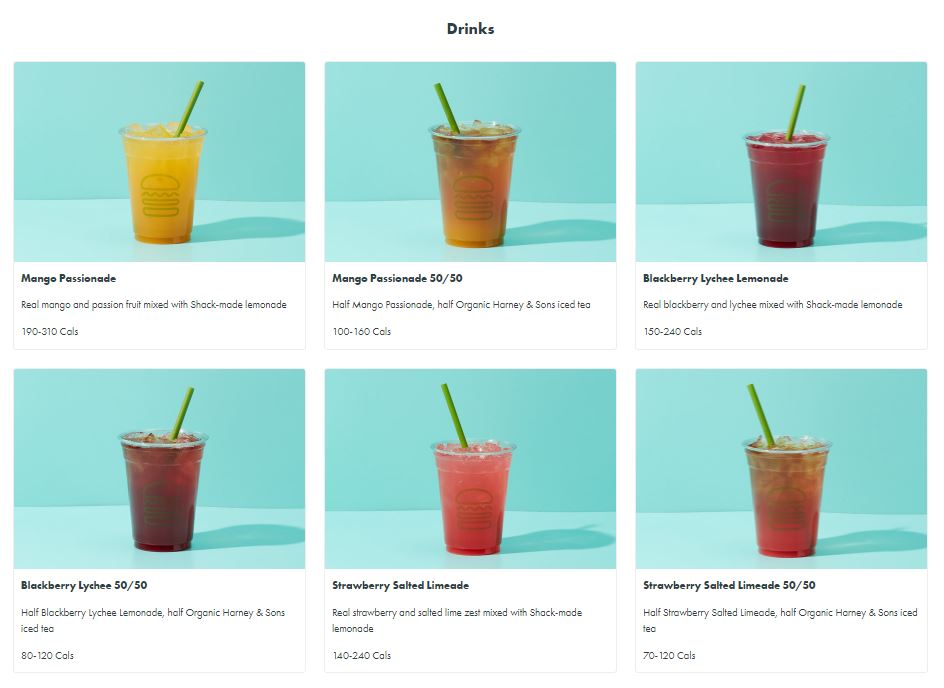 Drinks
Mango Passionade
Real mango and passion fruit mixed with Shack-made lemonade
190-310 Cals
Mango Passionade 50/50
Half Mango Passionade, half Organic Harney & Sons iced tea
100-160 Cals
Blackberry Lychee Lemonade
Real blackberry and lychee mixed with Shack-made lemonade
150-240 Cals
Blackberry Lychee 50/50
Half Blackberry Lychee Lemonade, half Organic Harney & Sons
iced tea
80-120 Cals
Strawberry Salted Limeade
Real strawberry and salted lime zest mixed with Shack-made
lemonade
140-240 Cals
Strawberry Salted Limeade 50/50
Half Strawberry Salted Limeade, half Organic Harney & Sons iced
tea
70-120 Cals